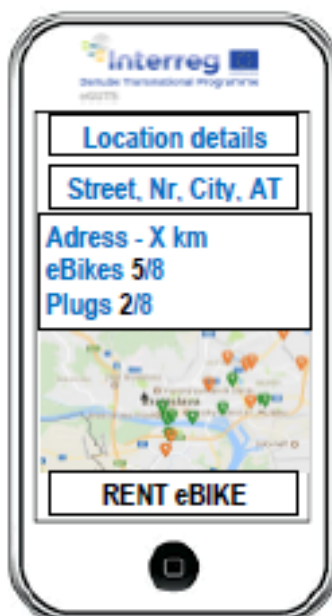 Interreg
Danube Transnational Programme
eGUTS
Location details
Street, Nr, City, AT
Adress - X km
eBikes 5/8
Plugs 2/8
RENT eBIKE